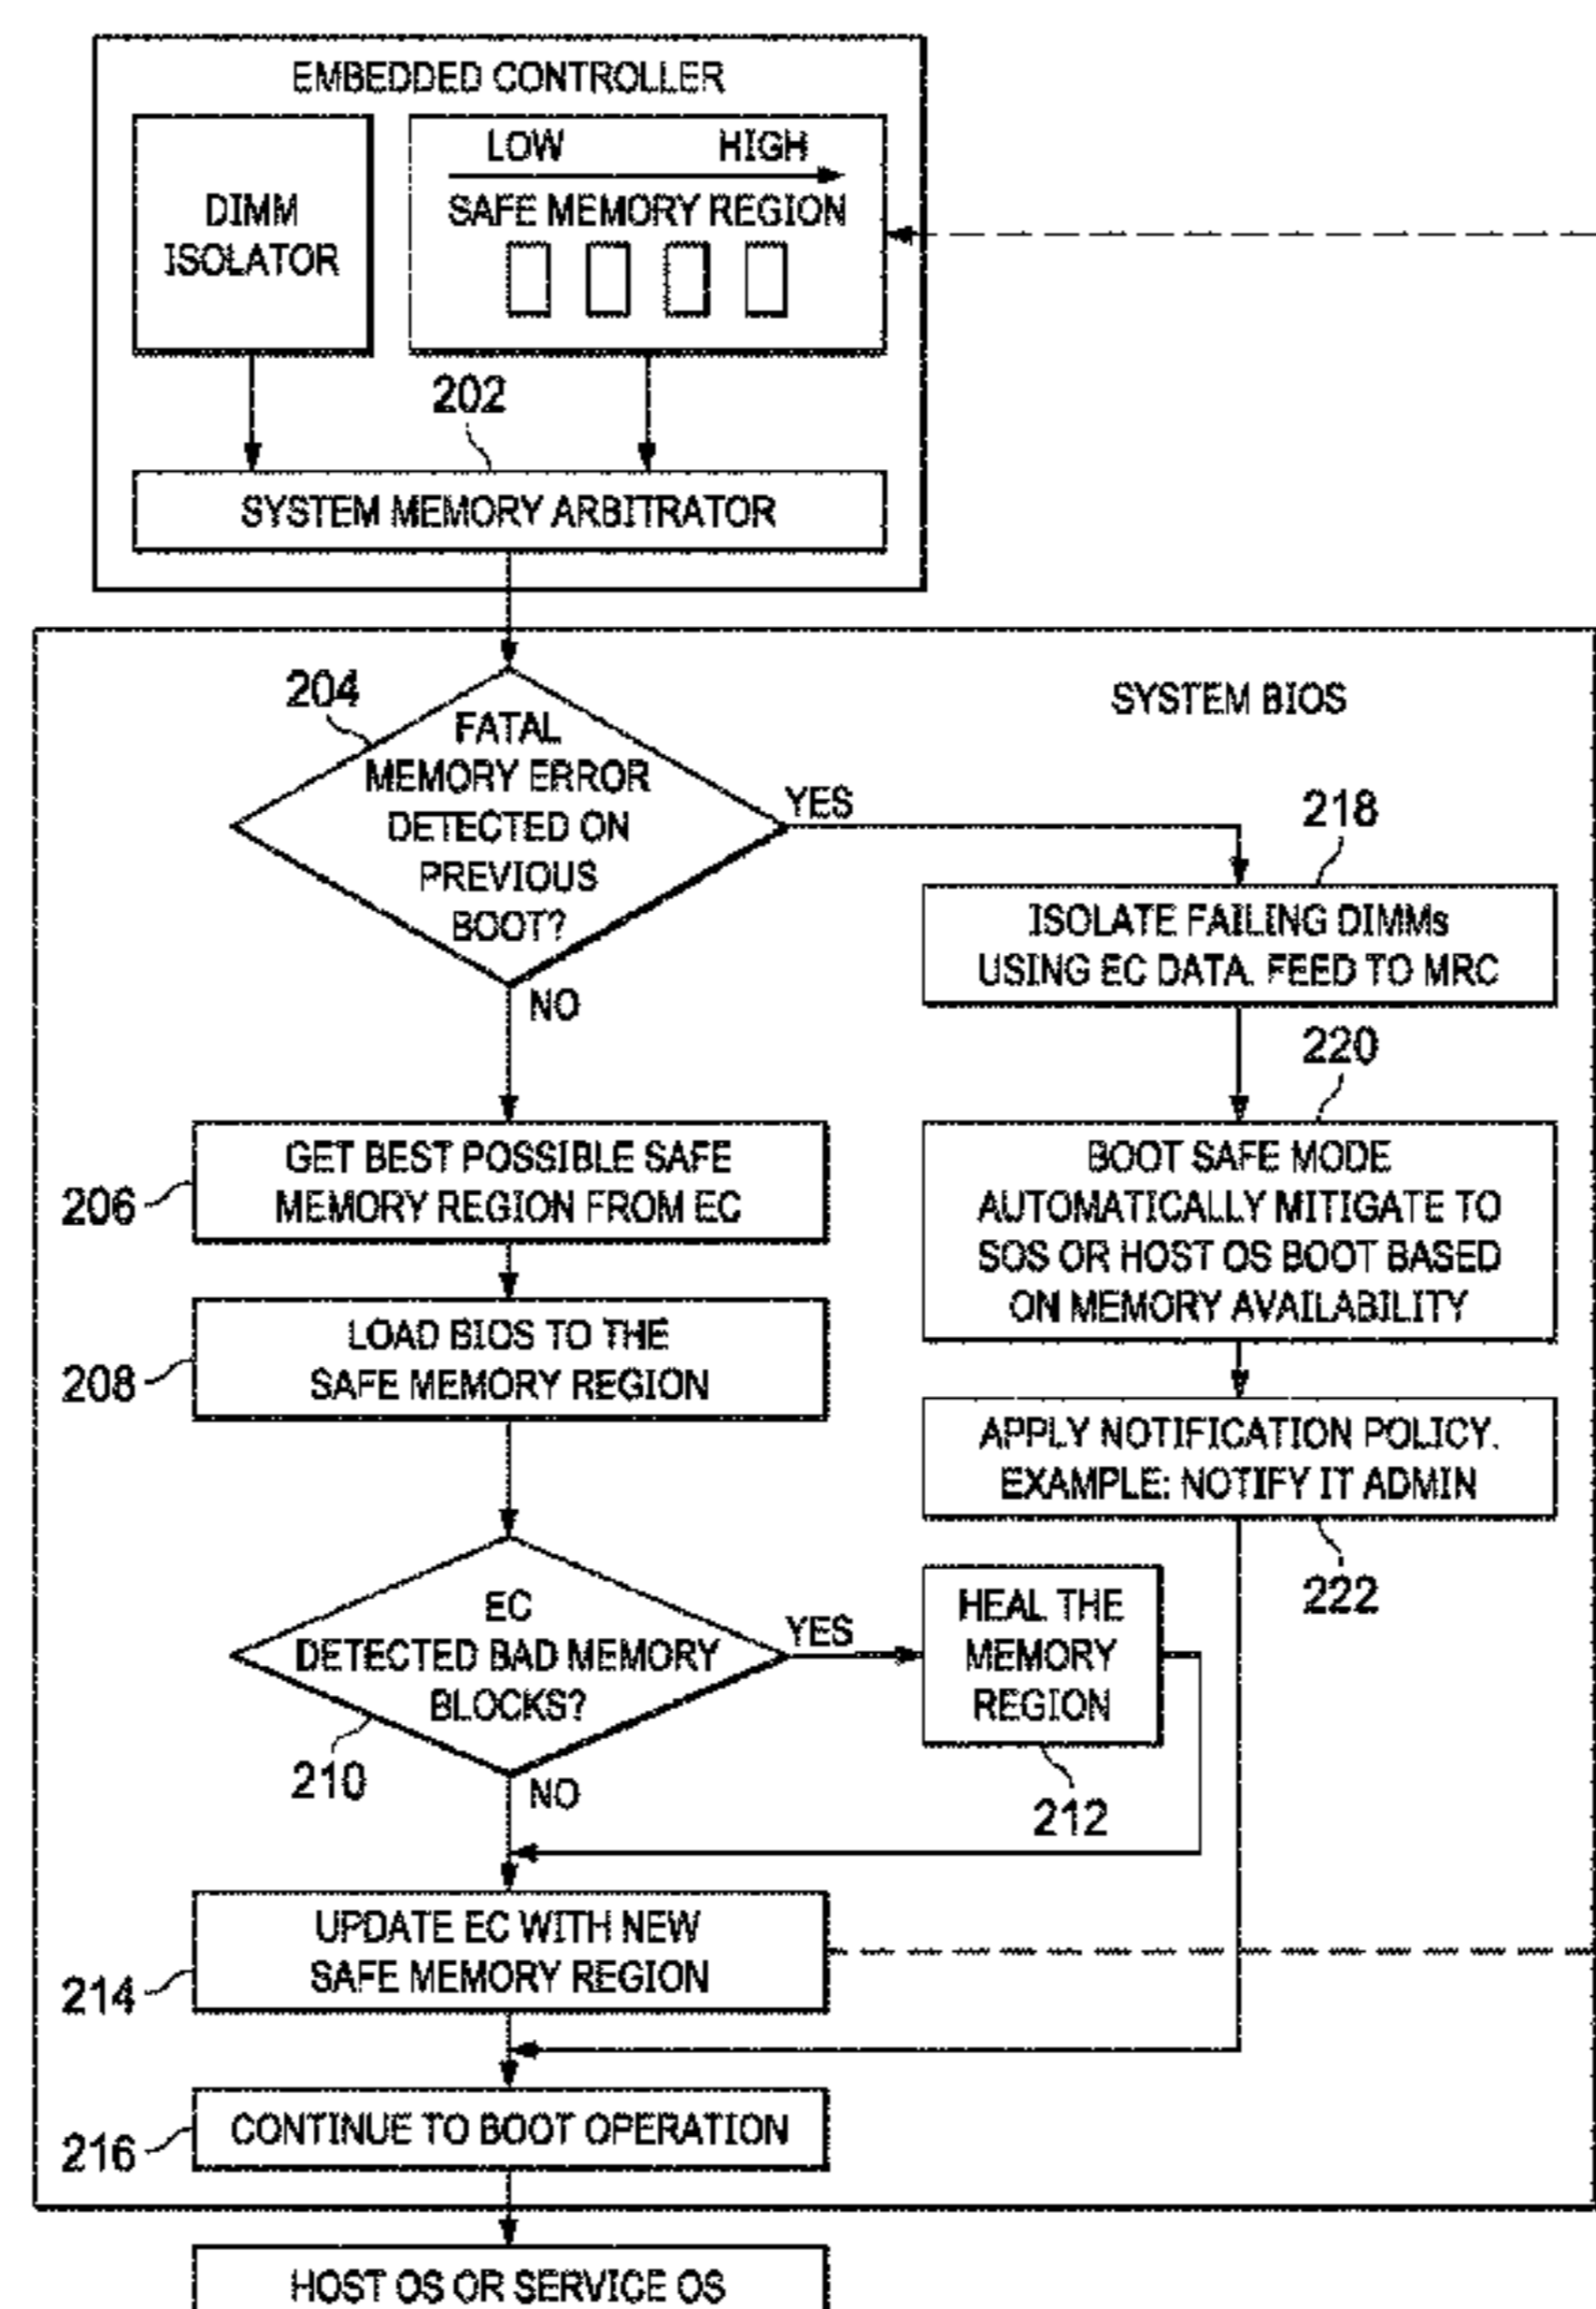 EMBEDDED CONTROLLER
DIMM
ISOLATOR
LOW HIGH
SAFE MEMORY REGION
202
SYSTEM MEMORY ARBITRATOR
SYSTEM BIOS
204
FATAL
MEMORY ERROR
DETECTED ON
PREVIOUS
BOOT?
YES
NO
218
ISOLATE FAILING DIMMs
USING EC DATA. FEED TO MRC
220
BOOT SAFE MODE
AUTOMATICALLY MITIGATE TO
SOS OR HOST OS BOOT BASED
ON MEMORY AVAILABILITY
APPLY NOTIFICATION POLICY.
EXAMPLE: NOTIFY IT ADMIN
222
206
GET BEST POSSIBLE SAFE
MEMORY REGION FROM EC
208
LOAD BIOS TO THE
SAFE MEMORY REGION
EC
DETECTED BAD MEMORY
BLOCKS?
210
YES
NO
HEAL THE
MEMORY
REGION
212
UPDATE EC WITH NEW
SAFE MEMORY REGION
214
CONTINUE TO BOOT OPERATION
216
HOST OS OR SERVICE OS